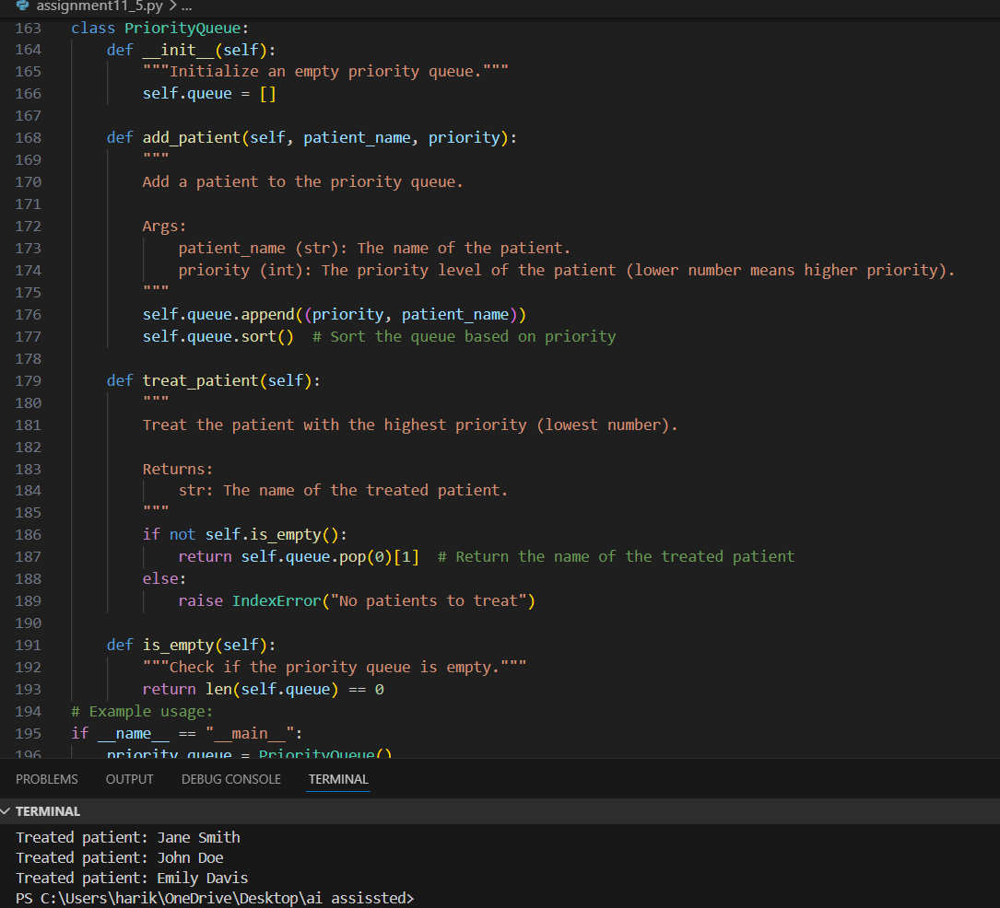 assignment11_5.py > ...
163 class PriorityQueue:
164     def __init__(self):
165         """Initialize an empty priority queue."""
166         self.queue = []
167
168     def add_patient(self, patient_name, priority):
169         """
170         Add a patient to the priority queue.
171
172         Args:
173             patient_name (str): The name of the patient.
174             priority (int): The priority level of the patient (lower number means higher priority).
175         """
176         self.queue.append((priority, patient_name))
177         self.queue.sort()  # Sort the queue based on priority
178
179     def treat_patient(self):
180         """
181         Treat the patient with the highest priority (lowest number).
182
183         Returns:
184             str: The name of the treated patient.
185         """
186         if not self.is_empty():
187             return self.queue.pop(0)[1]  # Return the name of the treated patient
188         else:
189             raise IndexError("No patients to treat")
190
191     def is_empty(self):
192         """Check if the priority queue is empty."""
193         return len(self.queue) == 0
194 # Example usage:
195 if __name__ == "__main__":
196     priority_queue = PriorityQueue()
PROBLEMS OUTPUT DEBUG CONSOLE TERMINAL
TERMINAL
Treated patient: Jane Smith
Treated patient: John Doe
Treated patient: Emily Davis
PS C:\Users\harik\OneDrive\Desktop\ai assissted>